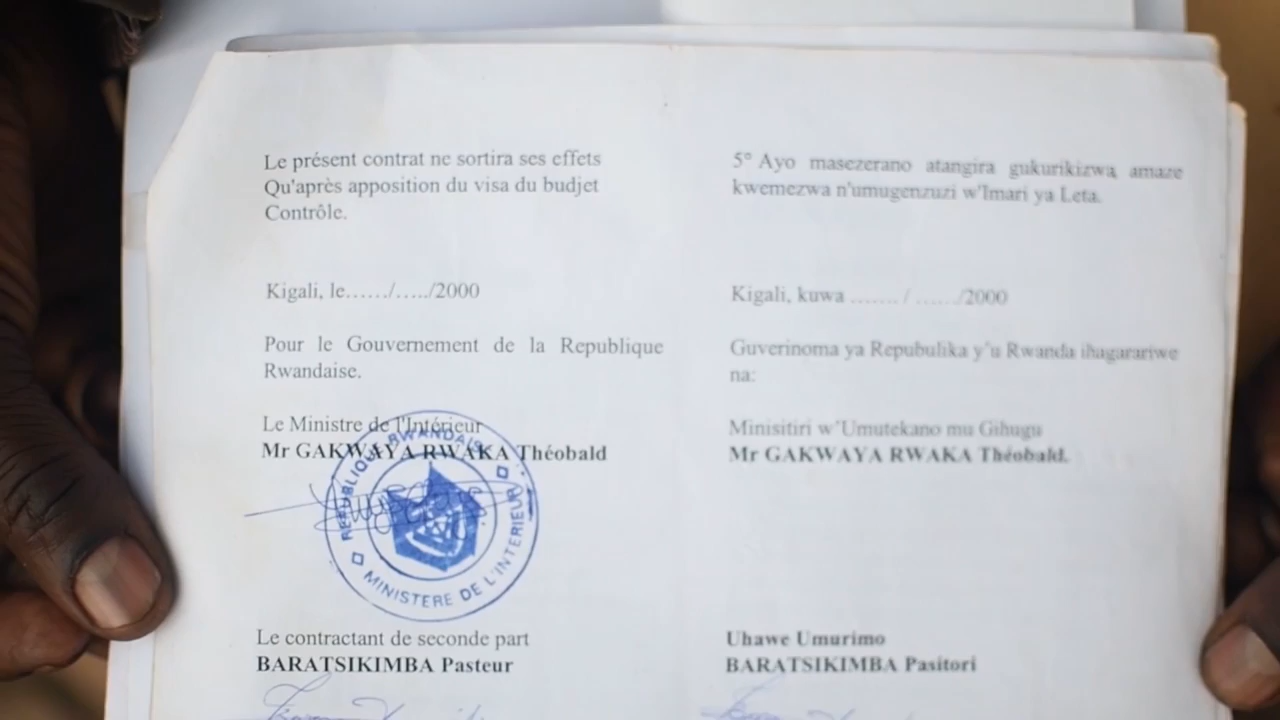 Le présent contrat ne sortira ses effets
Qu'après apposition du visa du budjet
Contrôle.
Kigali, le....../...../2000
Pour le Gouvernement de la Republique
Rwandaise.
Le Ministre de l'Intérieur
Mr GAKWAYA RWAKA Théobald
REPUBLIQUE RWANDAISE
MINISTERE DE L'INTERIEUR
Le contractant de seconde part
BARATSIKIMBA Pasteur
5° Ayo masezerano atangira gukurikizwa amaze
kwemezwa n'umugenzuzi w'Imari ya Leta.
Kigali, kuwa ....... / ....../2000
Guverinoma ya Repubulika y'u Rwanda ihagarariwe
na:
Minisitiri w'Umutekano mu Gihugu
Mr GAKWAYA RWAKA Théobald.
Uhawe Umurimo
BARATSIKIMBA Pasitori